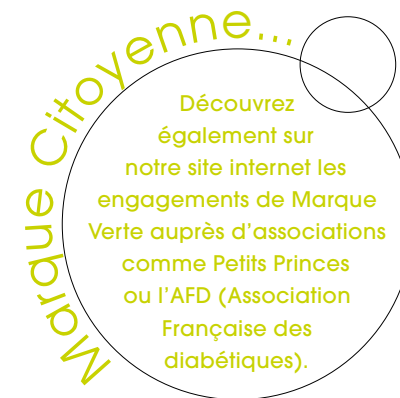 Marque Citoyenne...
Découvrez
également sur
notre site internet les
engagements de Marque
Verte auprès d'associations
comme Petits Princes
ou l'AFD (Association
Française des
diabétiques).